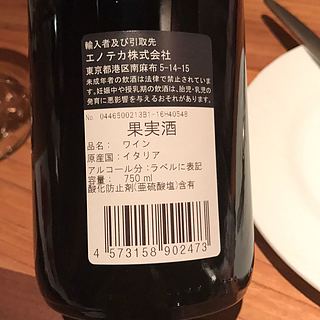 輸入者及び引取先
エノテカ株式会社
東京都港区南麻布 5-14-15
未成年者の飲酒は法律で禁止されています。
妊娠中や授乳期の飲酒は、胎児・乳児の
発育に悪影響を与えるおそれがあります。
No. 0446500213B1-16H40548
果実酒
品名： ワイン
原産国：イタリア
アルコール分：ラベルに表記
容量： 750 ml
酸化防止剤(亜硫酸塩)含有
4 573158 902473